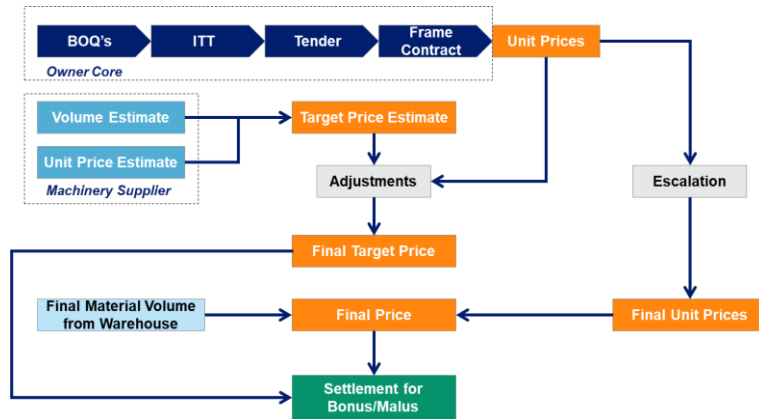 BOQ's
ITT
Tender
Frame
Contract
Unit Prices
Owner Core
Volume Estimate
Target Price Estimate
Unit Price Estimate
Machinery Supplier
Adjustments
Escalation
Final Target Price
Final Material Volume
from Warehouse
Final Price
Final Unit Prices
Settlement for
Bonus/Malus